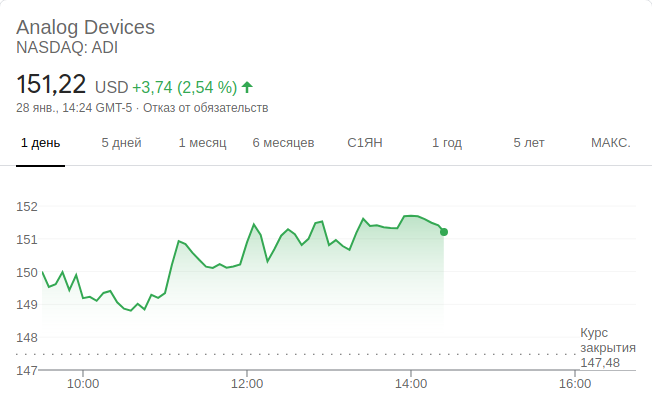 Analog Devices
NASDAQ: ADI
151,22 USD +3,74 (2,54 %)
28 янв., 14:24 GMT-5 · Отказ от обязательств
1 день 5 дней 1 месяц 6 месяцев С1ЯН 1 год 5 лет МАКС.
152
151
150
149
148
147
Курс
закрытия
147,48
10:00 12:00 14:00 16:00